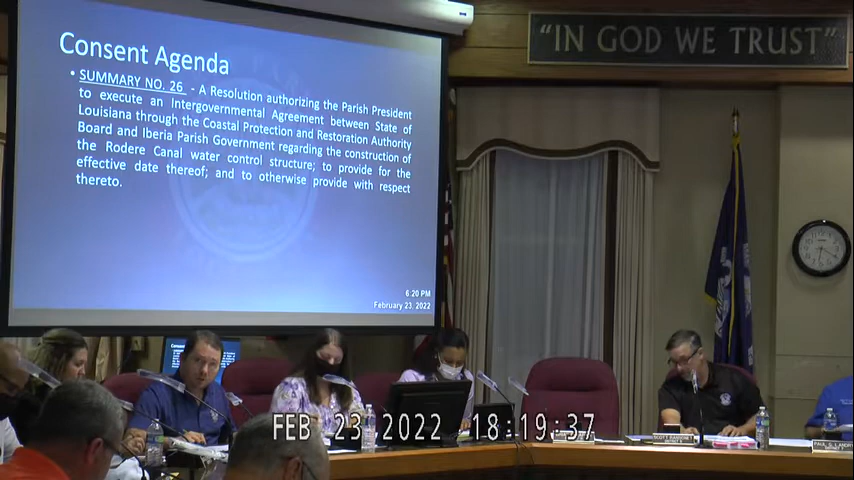 "IN GOD WE TRUST"
Consent Agenda
• SUMMARY NO. 26 - A Resolution authorizing the Parish President
to execute an Intergovernmental Agreement between State of
Louisiana through the Coastal Protection and Restoration Authority
Board and Iberia Parish Government regarding the construction of
the Rodere Canal water control structure; to provide for the
effective date thereof; and to otherwise provide with respect
thereto.
6:20 PM
February 23, 2022
FEB 23,2022 18:19:37